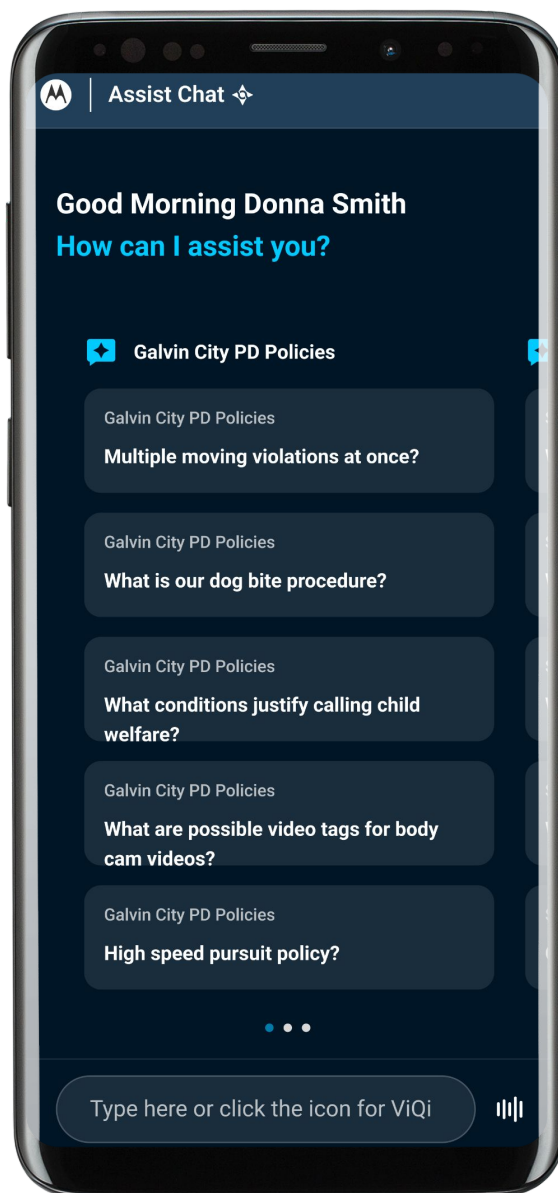 Assist Chat
Good Morning Donna Smith
How can I assist you?
Galvin City PD Policies
Galvin City PD Policies
Multiple moving violations at once?
Galvin City PD Policies
What is our dog bite procedure?
Galvin City PD Policies
What conditions justify calling child
welfare?
Galvin City PD Policies
What are possible video tags for body
cam videos?
Galvin City PD Policies
High speed pursuit policy?
Type here or click the icon for ViQi